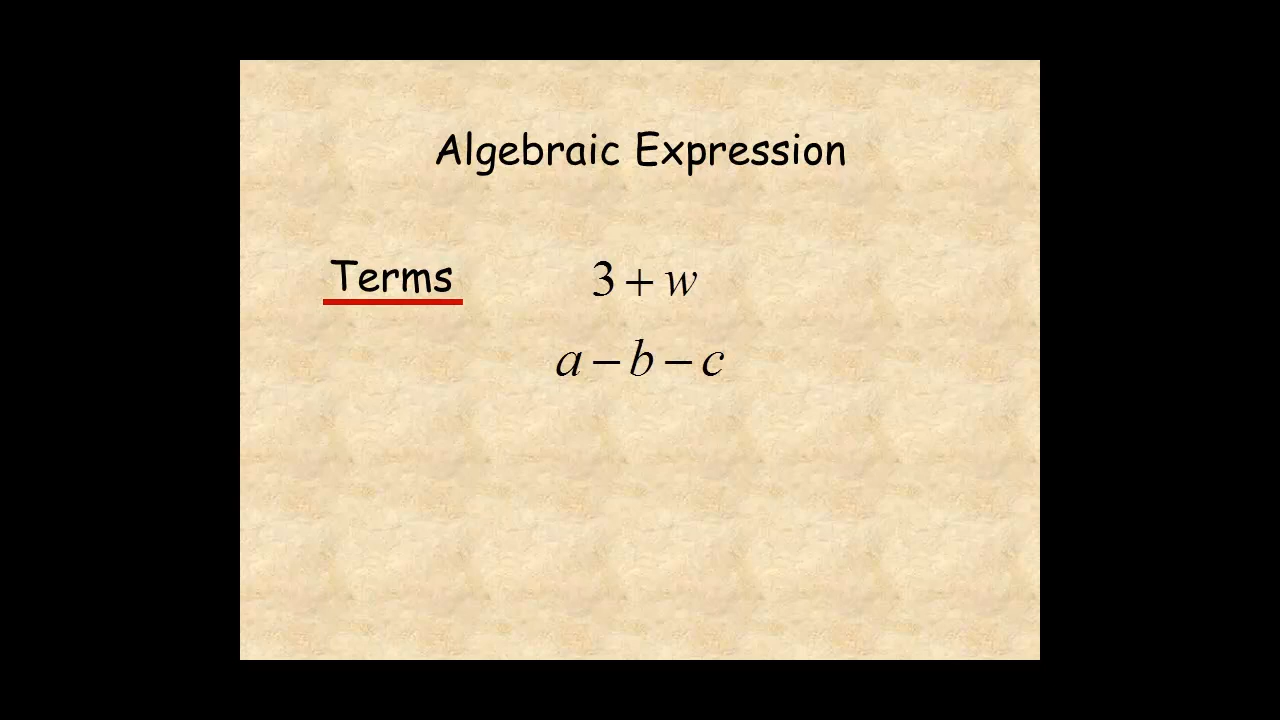 Algebraic Expression
Terms 3 + w
a − b − c